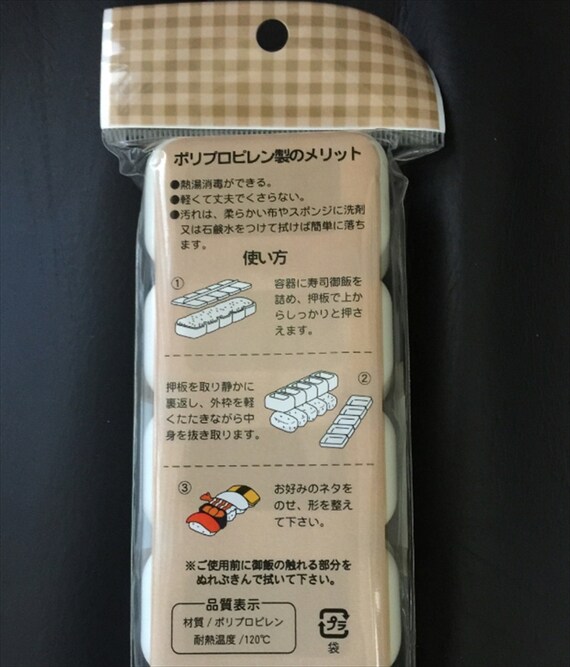 ポリプロピレン製のメリット
●熱湯消毒ができる。
●軽くて丈夫でくさらない。
●汚れは、柔らかい布やスポンジに洗剤
又は石鹸水をつけて拭けば簡単に落ち
ます。
使い方
①
容器に寿司御飯を
詰め、押板で上か
らしっかりと押さ
えます。
②
押板を取り静かに
裏返し、外枠を軽
くたたきながら中
身を抜き取ります。
③
お好みのネタを
のせ、形を整え
て下さい。
※ご使用前に御飯の触れる部分を
ぬれぶきんで拭いて下さい。
品質表示
材質/ポリプロピレン
耐熱温度/120℃
プラ
袋